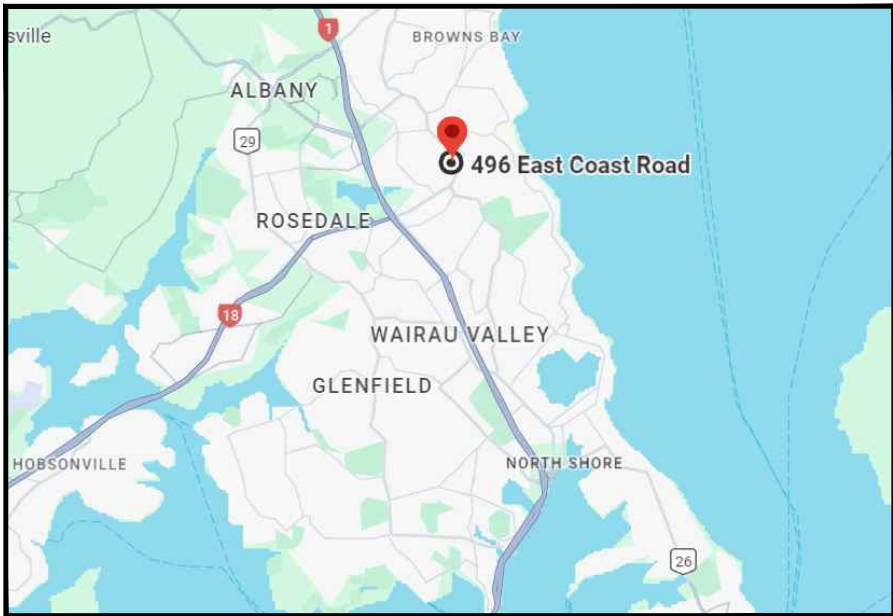 sville
1
BROWNS BAY
ALBANY
29
496 East Coast Road
ROSEDALE
18
WAIRAU VALLEY
GLENFIELD
HOBSONVILLE
NORTH SHORE
26